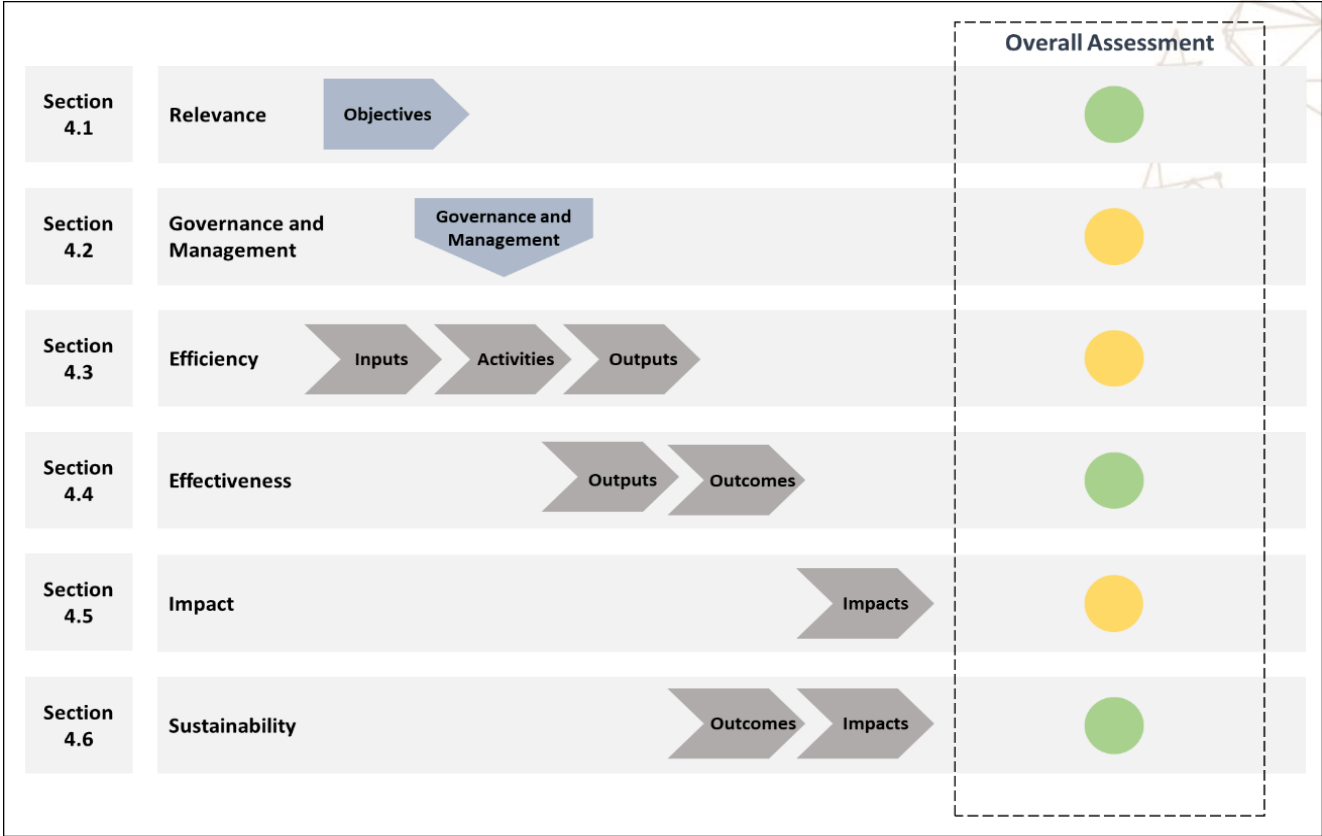 Overall Assessment
Section
4.1
Relevance
Objectives
Section
4.2
Governance and
Management
Governance and
Management
Section
4.3
Efficiency
Inputs
Activities
Outputs
Section
4.4
Effectiveness
Outputs
Outcomes
Section
4.5
Impact
Impacts
Section
4.6
Sustainability
Outcomes
Impacts